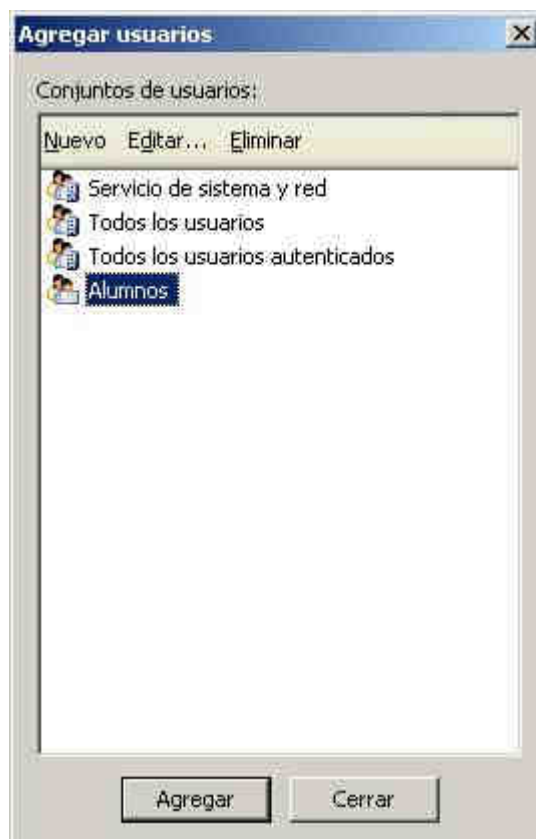 Agregar usuarios
Conjuntos de usuarios:
Nuevo Editar... Eliminar
Servicio de sistema y red
Todos los usuarios
Todos los usuarios autenticados
Alumnos
Agregar Cerrar